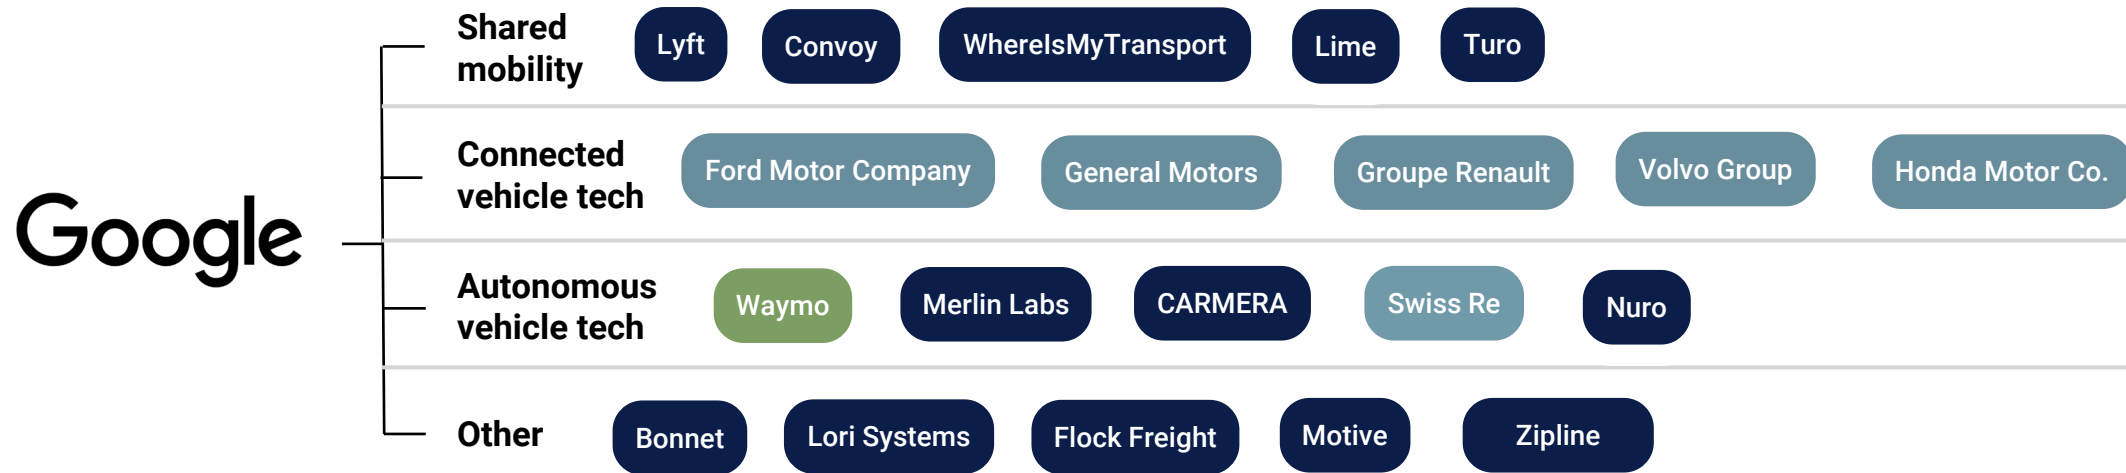 Google
Shared
mobility
Lyft
Convoy
WhereIsMyTransport
Lime
Turo
Connected
vehicle tech
Ford Motor Company
General Motors
Groupe Renault
Volvo Group
Honda Motor Co.
Autonomous
vehicle tech
Waymo
Merlin Labs
CARMERA
Swiss Re
Nuro
Other
Bonnet
Lori Systems
Flock Freight
Motive
Zipline